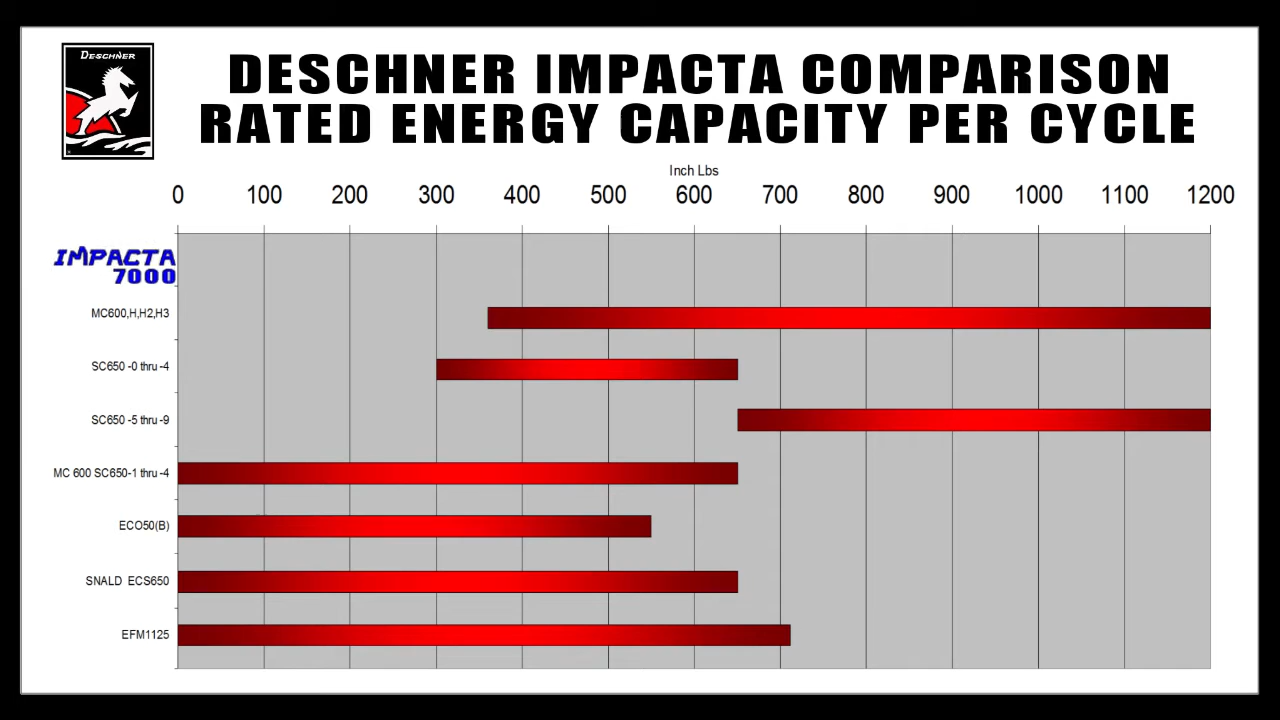 DESCHNER
DESCHNER IMPACTA COMPARISON
RATED ENERGY CAPACITY PER CYCLE
Inch Lbs
0 100 200 300 400 500 600 700 800 900 1000 1100 1200
IMPACTA
7000
MC600,H,H2,H3
SC650 -0 thru -4
SC650 -5 thru -9
MC 600 SC650-1 thru -4
ECO50(B)
SNALD ECS650
EFM1125